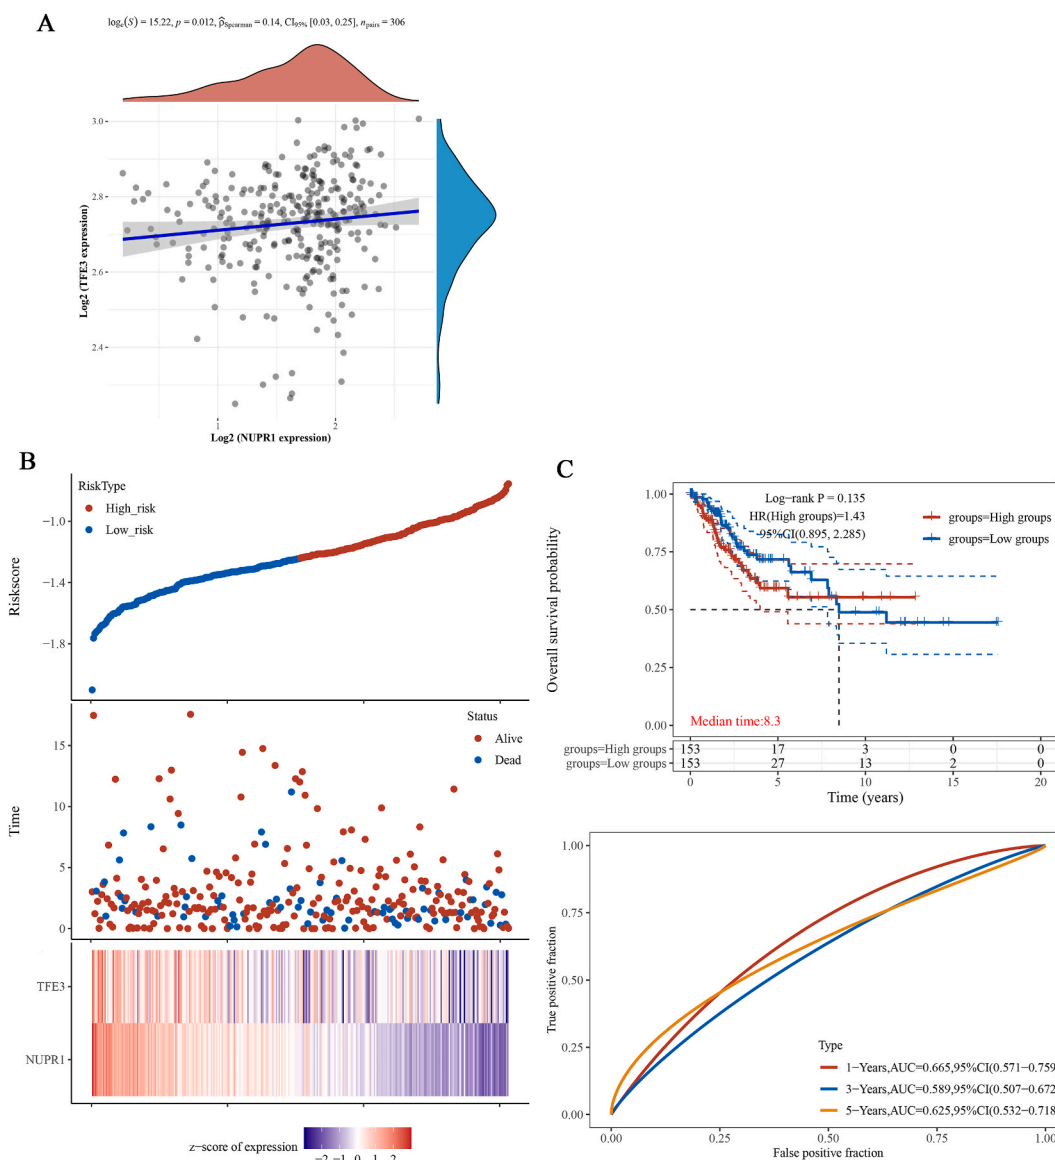 A
logₑ(S) = 15.22, p = 0.012, ρ̂Spearman = 0.14, CI95% [0.03, 0.25], npairs = 306
3.0
2.8
2.6
2.4
Log2 (TFE3 expression)
1 2
Log2 (NUPR1 expression)
B
RiskType
High_risk
Low_risk
−1.0
−1.4
−1.8
Riskscore
Status
Alive
Dead
15
10
5
0
Time
TFE3
NUPR1
z−score of expression
−2 −1 0 1 2
C
1.00
0.75
0.50
0.25
0.00
Overall survival probability
Log−rank P = 0.135
HR(High groups)=1.43
95%CI(0.895, 2.285)
groups=High groups
groups=Low groups
Median time:8.3
groups=High groups 153 17 3 0 0
groups=Low groups 153 27 13 2 0
0 5 10 15 20
Time (years)
1.00
0.75
0.50
0.25
0.00
True positive fraction
Type
1−Years,AUC=0.665,95%CI(0.571−0.759
3−Years,AUC=0.589,95%CI(0.507−0.672
5−Years,AUC=0.625,95%CI(0.532−0.718
0.00 0.25 0.50 0.75 1.00
False positive fraction